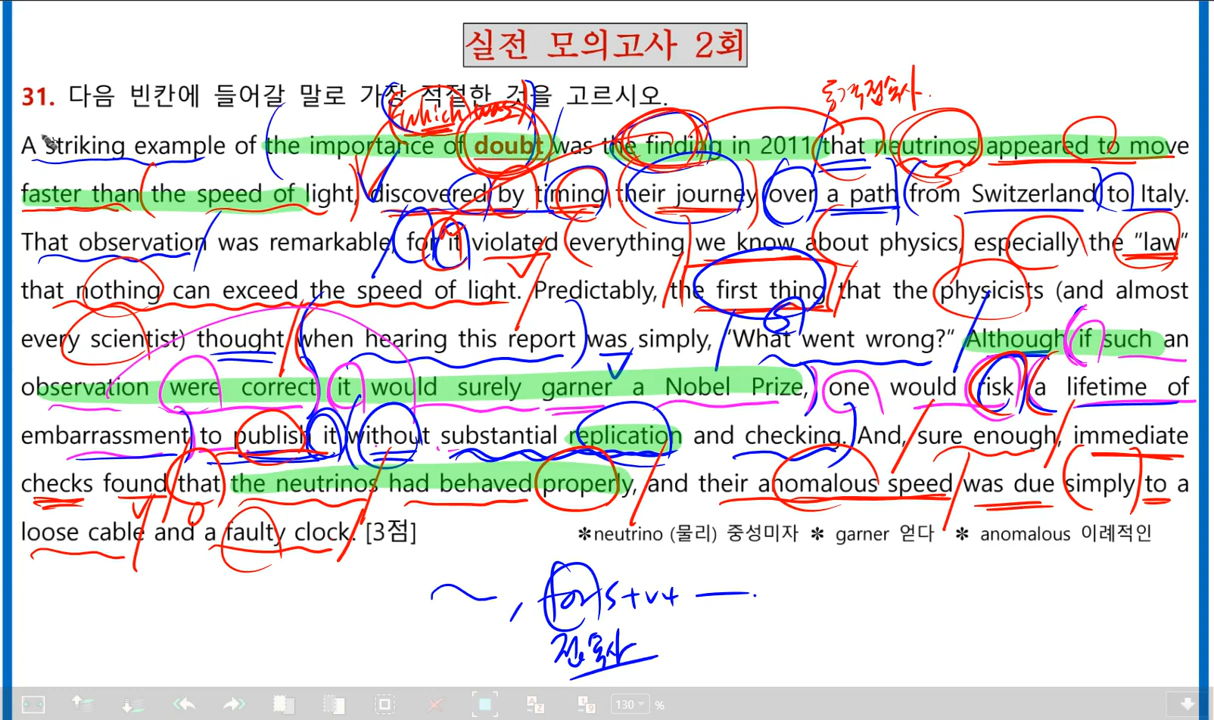 실전 모의고사 2회
31. 다음 빈칸에 들어갈 말로 가장 적절한 것을 고르시오.
(which was)
동격접속사.
A striking example of the importance of doubt was the finding in 2011 that neutrinos appeared to move
faster than the speed of light, discovered by timing their journey over a path from Switzerland to Italy.
That observation was remarkable, for it violated everything we know about physics, especially the "law"
that nothing can exceed the speed of light. Predictably, the first thing that the physicists (and almost
every scientist) thought when hearing this report was simply, "What went wrong?" Although if such an
observation were correct it would surely garner a Nobel Prize, one would risk a lifetime of
embarrassment to publish it without substantial replication and checking. And, sure enough, immediate
checks found that the neutrinos had behaved properly, and their anomalous speed was due simply to a
loose cable and a faulty clock. [3점]
※neutrino (물리) 중성미자 ※ garner 얻다 ※ anomalous 이례적인
, for S+V+
접속사
130 %